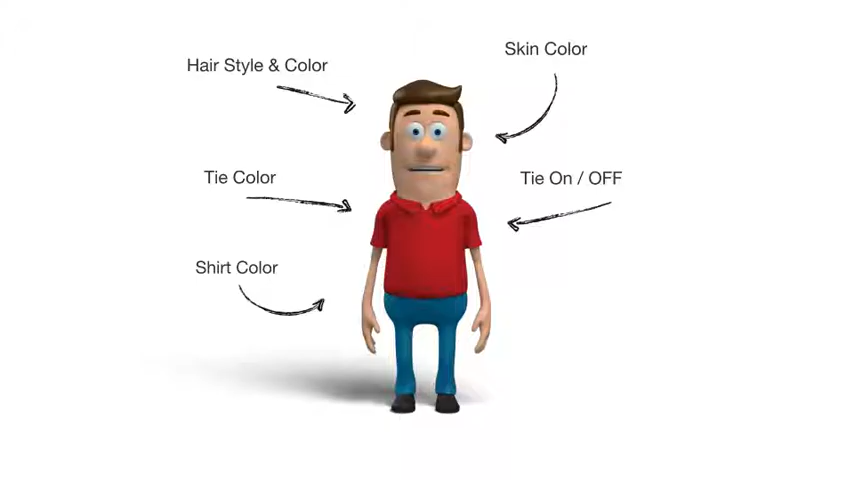 Skin Color
Hair Style & Color
Tie Color
Tie On / OFF
Shirt Color